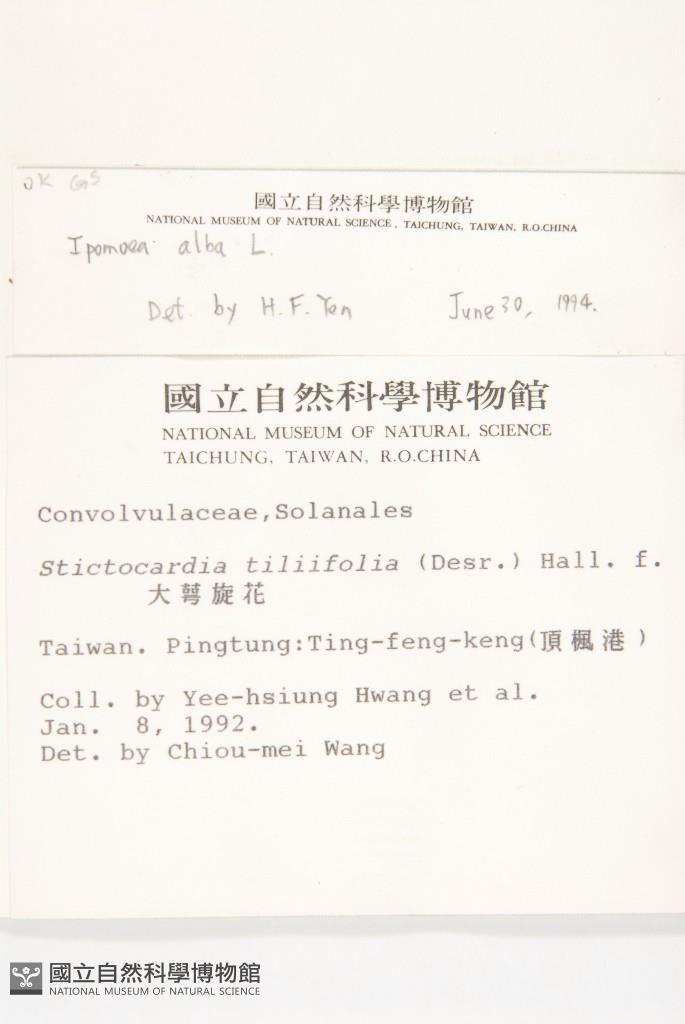 OK GS
國立自然科學博物館
NATIONAL MUSEUM OF NATURAL SCIENCE, TAICHUNG, TAIWAN, R.O.CHINA
Ipomoea alba L.
Det. by H. F. Yen June 30, 1994.
國立自然科學博物館
NATIONAL MUSEUM OF NATURAL SCIENCE
TAICHUNG, TAIWAN, R.O.CHINA
Convolvulaceae,Solanales
Stictocardia tiliifolia (Desr.) Hall. f.
大萼旋花
Taiwan. Pingtung:Ting-feng-keng(頂楓港)
Coll. by Yee-hsiung Hwang et al.
Jan. 8, 1992.
Det. by Chiou-mei Wang
國立自然科學博物館
NATIONAL MUSEUM OF NATURAL SCIENCE